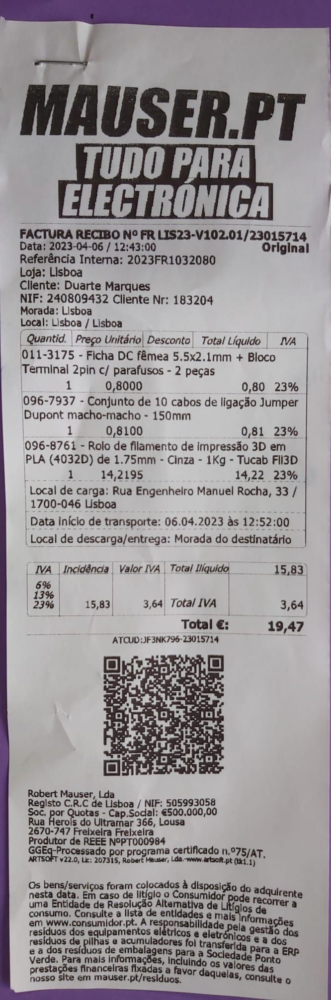 MAUSER.PT
TUDO PARA
ELECTRÓNICA
FACTURA RECIBO Nº FR LIS23-V102.01/23015714
Data: 2023-04-06 / 12:43:00 Original
Referência Interna: 2023FR1032080
Loja: Lisboa
Cliente: Duarte Marques
NIF: 240809432 Cliente Nr: 183204
Morada: Lisboa
Local: Lisboa / Lisboa
Quantid. Preço Unitário Desconto Total Líquido IVA
011-3175 - Ficha DC fêmea 5.5x2.1mm + Bloco
Terminal 2pin c/ parafusos - 2 peças
1 0,8000 0,80 23%
096-7937 - Conjunto de 10 cabos de ligação Jumper
Dupont macho-macho - 150mm
1 0,8100 0,81 23%
096-8761 - Rolo de filamento de impressão 3D em
PLA (4032D) de 1.75mm - Cinza - 1Kg - Tucab Fil3D
1 14,2195 14,22 23%
Local de carga: Rua Engenheiro Manuel Rocha, 33 /
1700-046 Lisboa
Data início de transporte: 06.04.2023 às 12:52:00
Local de descarga/entrega: Morada do destinatário
IVA Incidência Valor IVA Total Ilíquido 15,83
6%
13%
23% 15,83 3,64 Total IVA 3,64
Total €: 19,47
ATCUD:JF3NK796-23015714
Robert Mauser, Lda
Registo C.R.C de Lisboa / NIF: 505993058
Soc. por Quotas - Cap.Social: €500.000,00
Rua Herois do Ultramar 366, Lousa
2670-747 Freixeira Freixeira
Produtor de REEE NºPT000984
GGEq-Processado por programa certificado n.º75/AT.
ARTSOFT v22.0, Lic: 207315, Robert Mauser, Lda.-www.artsoft.pt (tk1.1)
Os bens/serviços foram colocados à disposição do adquirente
nesta data. Em caso de litígio o Consumidor pode recorrer a
uma Entidade de Resolução Alternativa de Litígios de
consumo. Consulte a lista de entidades e mais informações
em www.consumidor.pt. A responsabilidade pela gestão dos
resíduos dos equipamentos elétricos e eletrónicos e a dos
resíduos de pilhas e acumuladores foi transferida para a ERP
e a dos resíduos de embalagens para a Sociedade Ponto
Verde. Para mais informações, incluindo os valores das
prestações financeiras fixadas a favor daquelas, consulte o
nosso site em mauser.pt/residuos.